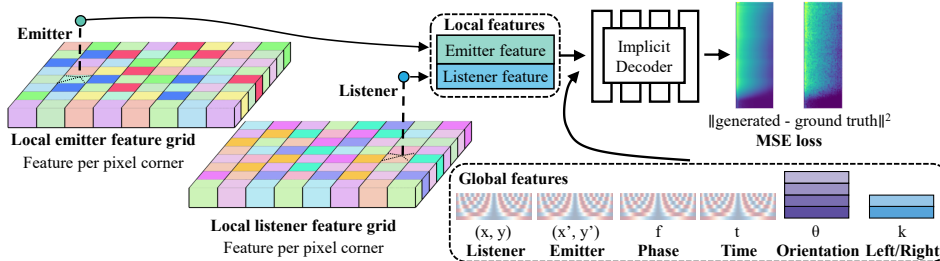 Emitter
Local emitter feature grid
Feature per pixel corner
Listener
Local listener feature grid
Feature per pixel corner
Local features
Emitter feature
Listener feature
Implicit
Decoder
||generated - ground truth||²
MSE loss
Global features
(x, y) (x’, y’) f t θ k
Listener Emitter Phase Time Orientation Left/Right